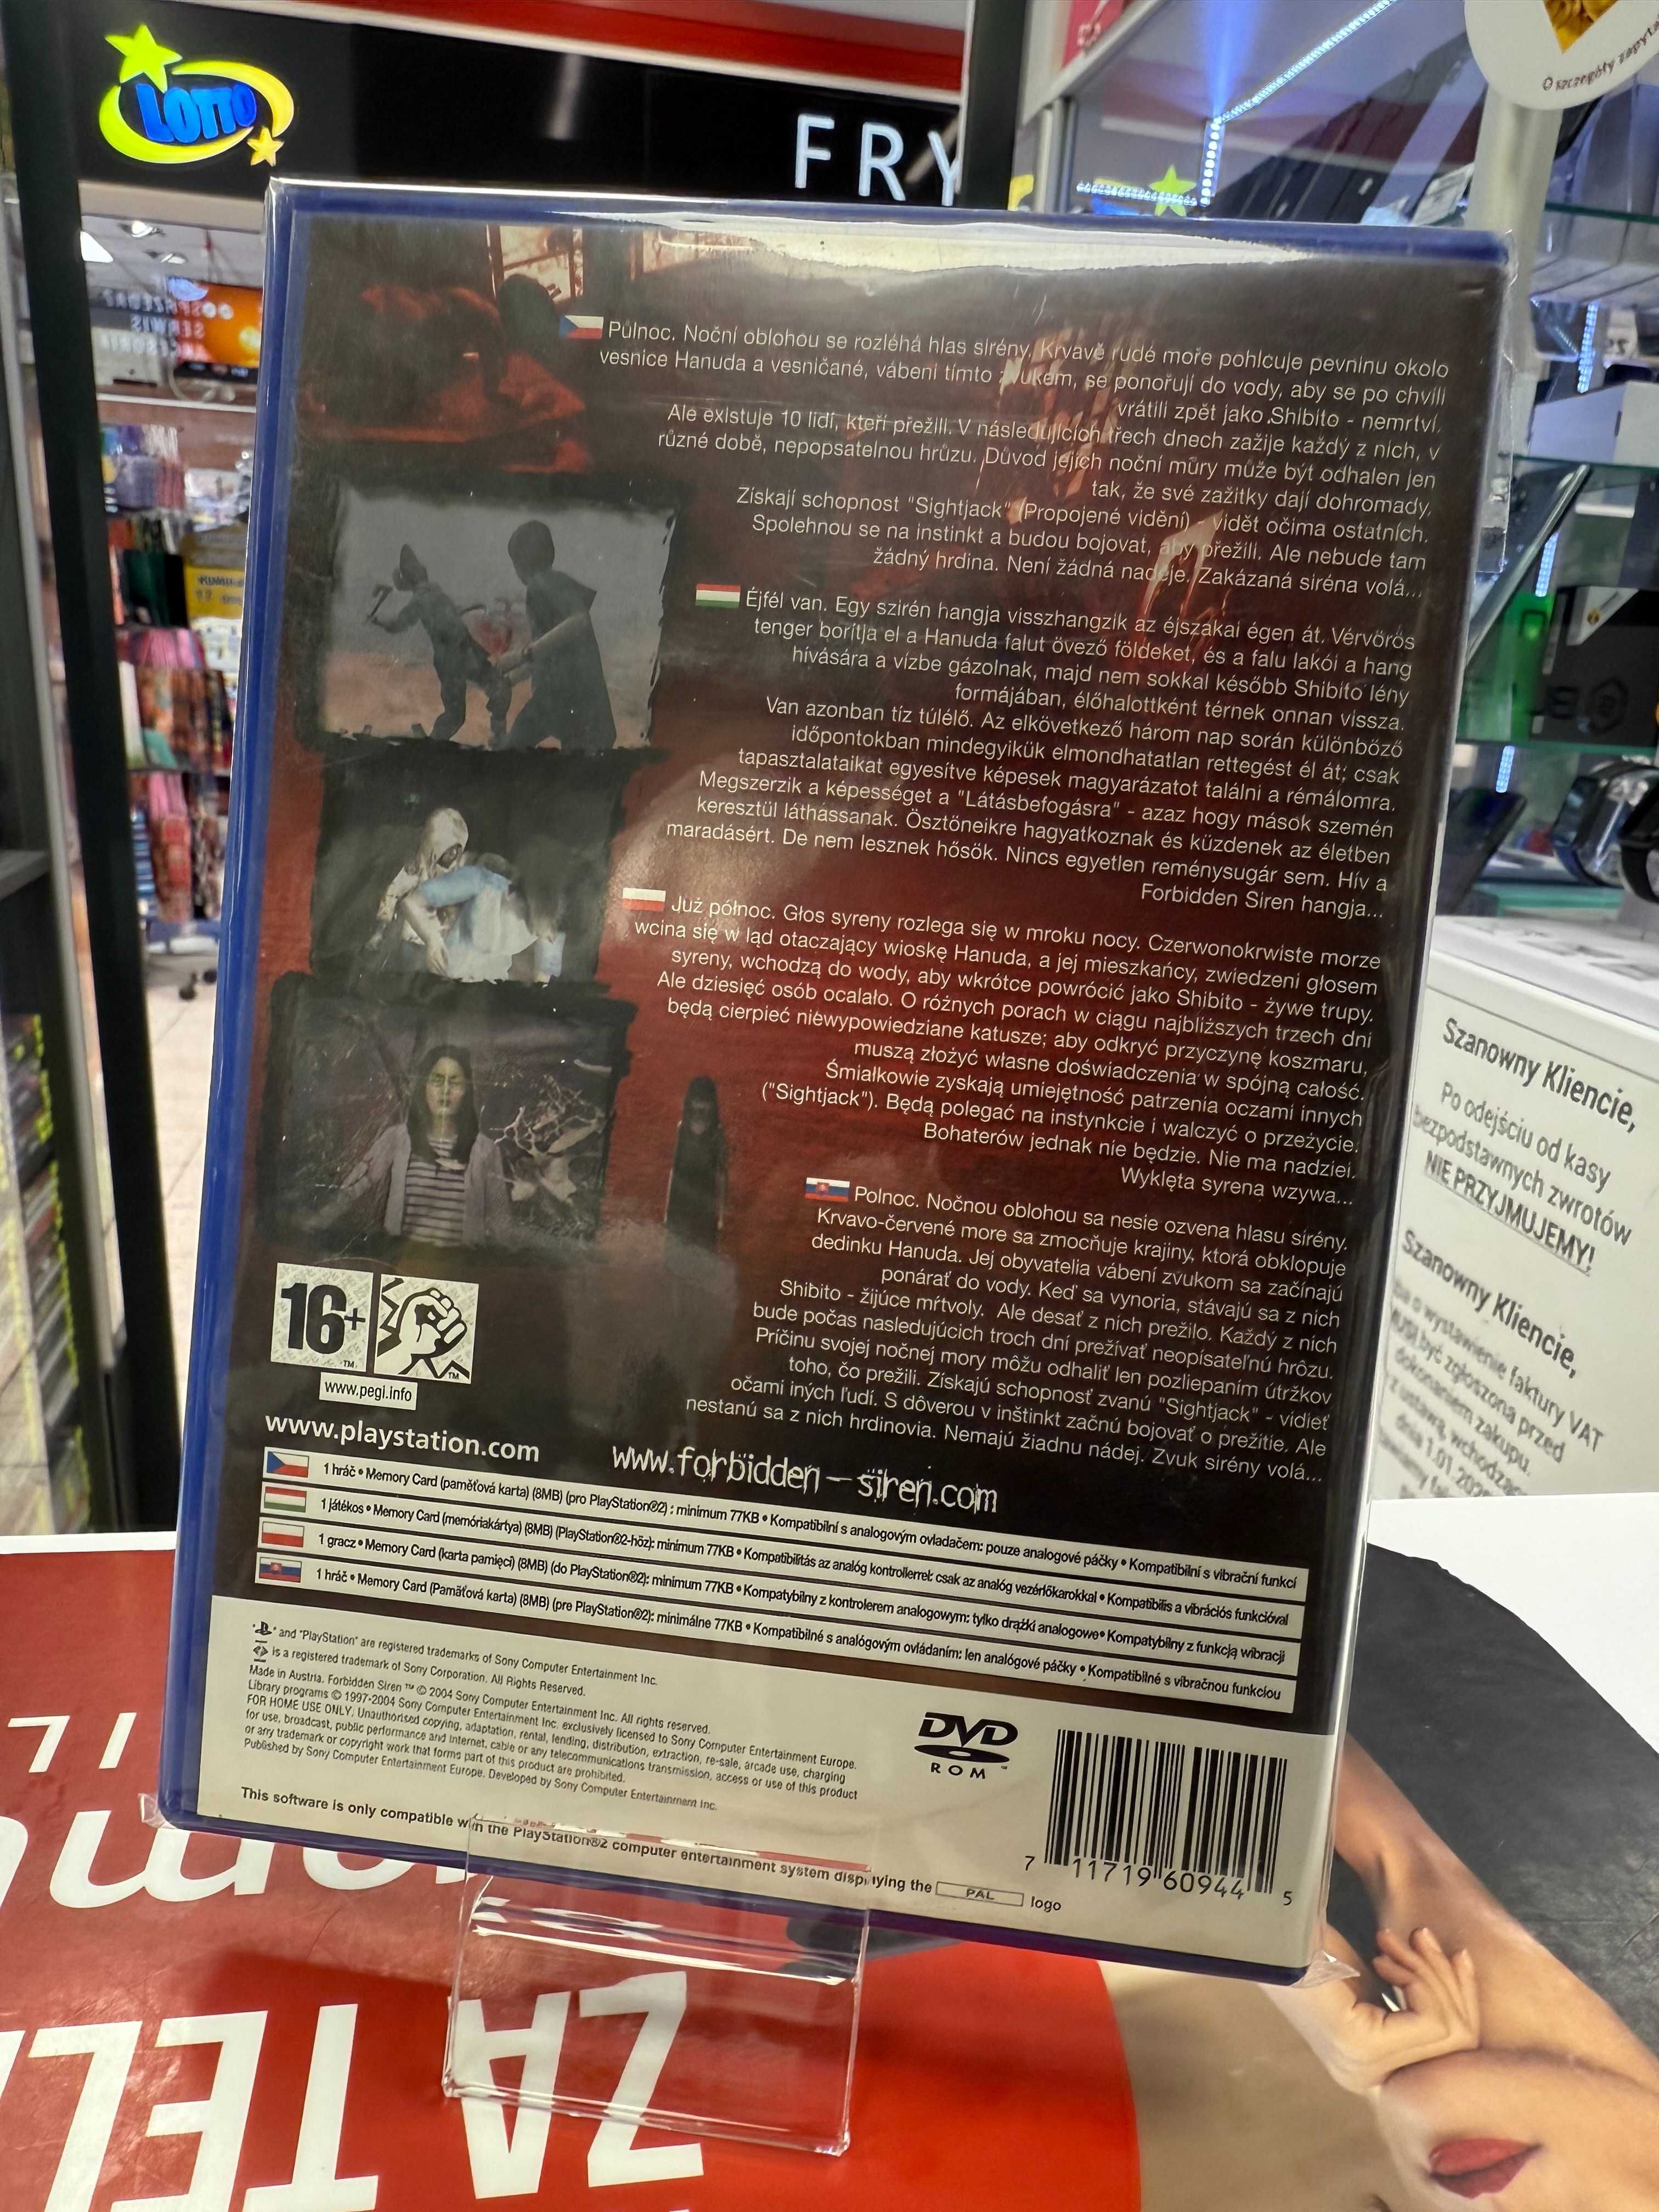 LOTTO
FRY
O szczegóły zapyta
Půlnoc. Noční oblohou se rozléhá hlas sirény. Krvavě rudé moře pohlcuje pevninu okolo
vesnice Hanuda a vesničané, vábeni tímto zvukem, se ponořují do vody, aby se po chvíli
vrátili zpět jako Shibito - nemrtví.
Ale existuje 10 lidí, kteří přežili. V následujících třech dnech zažije každý z nich, v
různé době, nepopsatelnou hrůzu. Důvod jejích noční můry může být odhalen jen
tak, že své zažitky dají dohromady.
Získají schopnost "Sightjack" (Propojené vidění) - vidět očima ostatních.
Spolehnou se na instinkt a budou bojovat, aby přežili. Ale nebude tam
žádný hrdina. Není žádná naděje. Zakázaná siréna volá...
Éjfél van. Egy szirén hangja visszhangzik az éjszakai égen át. Vérvörös
tenger borítja el a Hanuda falut övező földeket, és a falu lakói a hang
hívására a vízbe gázolnak, majd nem sokkal később Shibito lény
formájában, élőhalottként térnek onnan vissza.
Van azonban tíz túlélő. Az elkövetkező három nap során különböző
időpontokban mindegyikük elmondhatatlan rettegést él át; csak
tapasztalataikat egyesítve képesek magyarázatot találni a rémálomra.
Megszerzik a képességet a "Látásbefogásra" - azaz hogy mások szemén
keresztül láthassanak. Ösztöneikre hagyatkoznak és küzdenek az életben
maradásért. De nem lesznek hősök. Nincs egyetlen reménysugár sem. Hív a
Forbidden Siren hangja...
Już północ. Głos syreny rozlega się w mroku nocy. Czerwonokrwiste morze
wcina się w ląd otaczający wioskę Hanuda, a jej mieszkańcy, zwiedzeni głosem
syreny, wchodzą do wody, aby wkrótce powrócić jako Shibito - żywe trupy.
Ale dziesięć osób ocalało. O różnych porach w ciągu najbliższych trzech dni
będą cierpieć niewypowiedziane katusze; aby odkryć przyczynę koszmaru,
muszą złożyć własne doświadczenia w spójną całość.
Śmiałkowie zyskają umiejętność patrzenia oczami innych
("Sightjack"). Będą polegać na instynkcie i walczyć o przeżycie.
Bohaterów jednak nie będzie. Nie ma nadziei.
Wyklęta syrena wzywa...
Polnoc. Nočnou oblohou sa nesie ozvena hlasu sirény.
Krvavo-červené more sa zmocňuje krajiny, ktorá obklopuje
dedinku Hanuda. Jej obyvatelia vábení zvukom sa začínajú
ponárať do vody. Keď sa vynoria, stávajú sa z nich
Shibito - žijúce mŕtvoly. Ale desať z ních prežilo. Každý z nich
bude počas nasledujúcich troch dní prežívať neopísateľnú hrôzu.
Príčinu svojej nočnej mory môžu odhaliť len pozliepaním útržkov
toho, čo prežili. Získajú schopnosť zvanú "Sightjack" - vidieť
očami iných ľudí. S dôverou v inštinkt začnú bojovať o prežitie. Ale
nestanú sa z nich hrdinovia. Nemajú žiadnu nádej. Zvuk sirény volá...
16+ ™
™
www.pegi.info
www.playstation.com
www.forbidden-siren.com
1 hráč • Memory Card (paměťová karta) (8MB) (pro PlayStation®2) : minimum 77KB • Kompatibilní s analogovým ovladačem: pouze analogové páčky • Kompatibilní s vibrační funkcí
1 játékos • Memory Card (memóriakártya) (8MB) (PlayStation®2-höz): minimum 77KB • Kompatibilitás az analóg kontrollerrel: csak az analóg vezérlőkarokkal • Kompatibilis a vibrációs funkcióval
1 gracz • Memory Card (karta pamięci) (8MB) (do PlayStation®2): minimum 77KB • Kompatybilny z kontrolerem analogowym: tylko drążki analogowe • Kompatybilny z funkcją wibracji
1 hráč • Memory Card (Pamäťová karta) (8MB) (pre PlayStation®2): minimálne 77KB • Kompatibilné s analógovým ovládaním: len analógové páčky • Kompatibilné s vibračnou funkciou
" " and "PlayStation" are registered trademarks of Sony Computer Entertainment Inc.
is a registered trademark of Sony Corporation. All Rights Reserved.
Made in Austria. Forbidden Siren ™ © 2004 Sony Computer Entertainment Inc. All rights reserved.
Library programs © 1997-2004 Sony Computer Entertainment Inc. exclusively licensed to Sony Computer Entertainment Europe.
FOR HOME USE ONLY. Unauthorised copying, adaptation, rental, lending, distribution, extraction, re-sale, arcade use, charging
for use, broadcast, public performance and internet, cable or any telecommunications transmission, access or use of this product
or any trademark or copyright work that forms part of this product are prohibited.
Published by Sony Computer Entertainment Europe. Developed by Sony Computer Entertainment Inc.
This software is only compatible with the PlayStation®2 computer entertainment system displaying the PAL logo
DVD
ROM
7 11719 60944 5
Szanowny Kliencie,
Po odejściu od kasy
bezpodstawnych zwrotów
NIE PRZYJMUJEMY!
Szanowny Kliencie,
o wystawienie faktury VAT
być zgłoszona przed
dokonaniem zakupu.
z ustawą, wchodzącą
dnia 1.01.2020
ZA
TEL